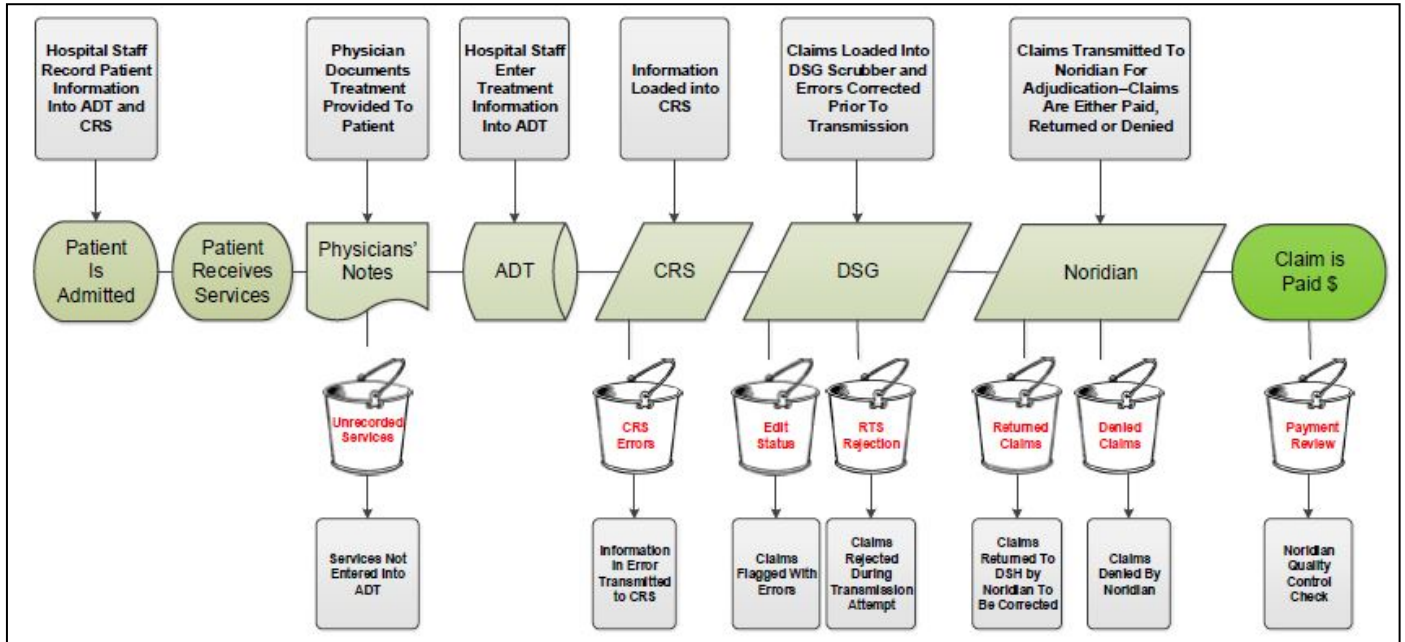 Hospital Staff
Record Patient
Information
Into ADT and
CRS
Physician
Documents
Treatment
Provided To
Patient
Hospital Staff
Enter
Treatment
Information
Into ADT
Information
Loaded into
CRS
Claims Loaded Into
DSG Scrubber and
Errors Corrected
Prior To
Transmission
Claims Transmitted To
Noridian For
Adjudication–Claims
Are Either Paid,
Returned or Denied
Patient
Is
Admitted
Patient
Receives
Services
Physicians'
Notes
ADT
CRS
DSG
Noridian
Claim is
Paid $
Unrecorded
Services
CRS
Errors
Edit
Status
RTS
Rejection
Returned
Claims
Denied
Claims
Payment
Review
Services Not
Entered Into
ADT
Information
In Error
Transmitted
to CRS
Claims
Flagged With
Errors
Claims
Rejected
During
Transmission
Attempt
Claims
Returned To
DSH by
Noridian To
Be Corrected
Claims
Denied By
Noridian
Noridian
Quality
Control
Check